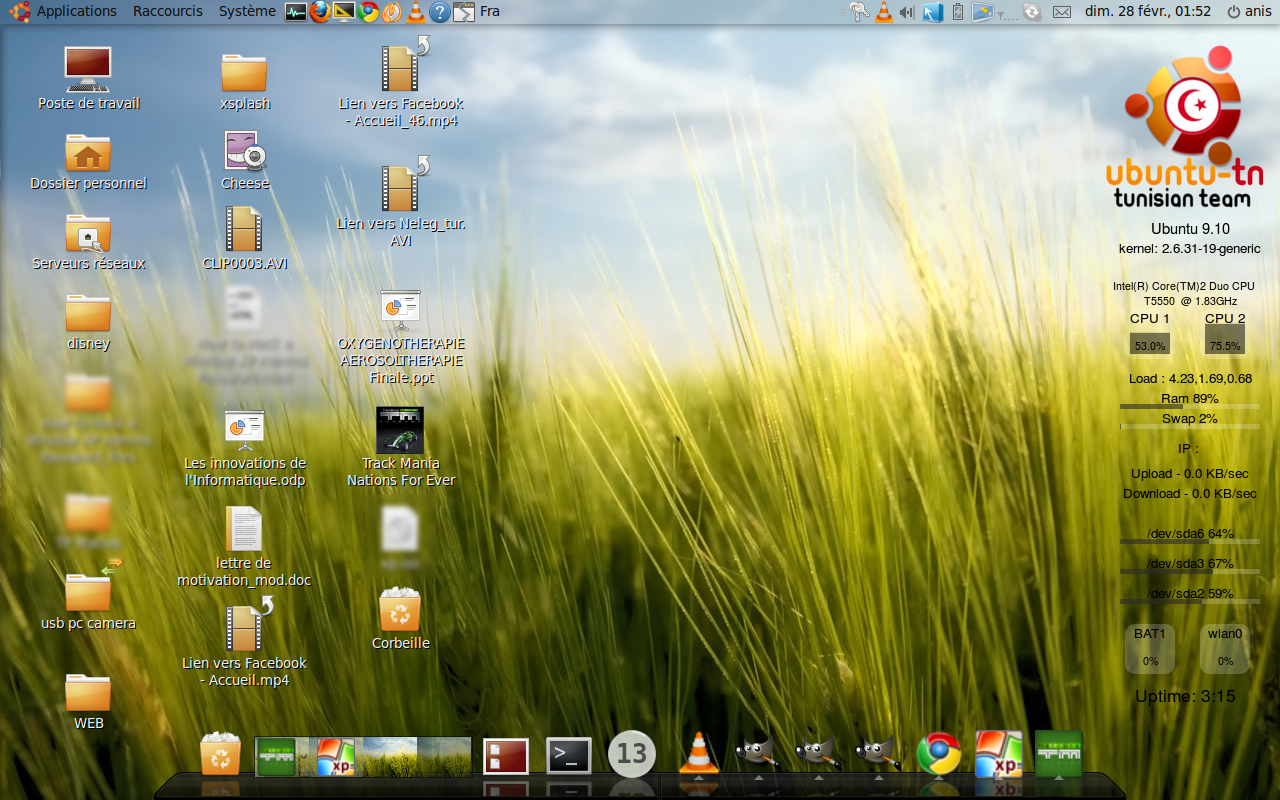 Applications Raccourcis Système Fra dim. 28 févr., 01:52 anis
Poste de travail
Dossier personnel
Serveurs réseaux
disney
usb pc camera
WEB
xsplash
Cheese
CLIP0003.AVI
Les innovations de
l'Informatique.odp
lettre de
motivation_mod.doc
Lien vers Facebook
- Accueil.mp4
Lien vers Facebook
- Accueil_46.mp4
Lien vers Neleg_tur.
AVI
OXYGENOTHERAPIE
AEROSOLTHERAPIE
Finale.ppt
Track Mania
Nations For Ever
Corbeille
ubuntu-tn
tunisian team
Ubuntu 9.10
kernel: 2.6.31-19-generic
Intel(R) Core(TM)2 Duo CPU
T5550 @ 1.83GHz
CPU 1 CPU 2
53.0% 75.5%
Load : 4.23,1.69,0.68
Ram 89%
Swap 2%
IP :
Upload - 0.0 KB/sec
Download - 0.0 KB/sec
/dev/sda6 64%
/dev/sda3 67%
/dev/sda2 59%
BAT1 wlan0
0% 0%
Uptime: 3:15
xp
13
xp